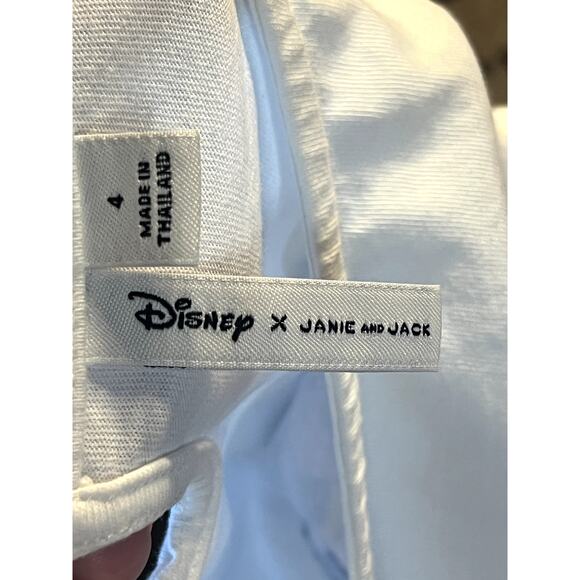 4
MADE IN
THAILAND
Disney X JANIE AND JACK